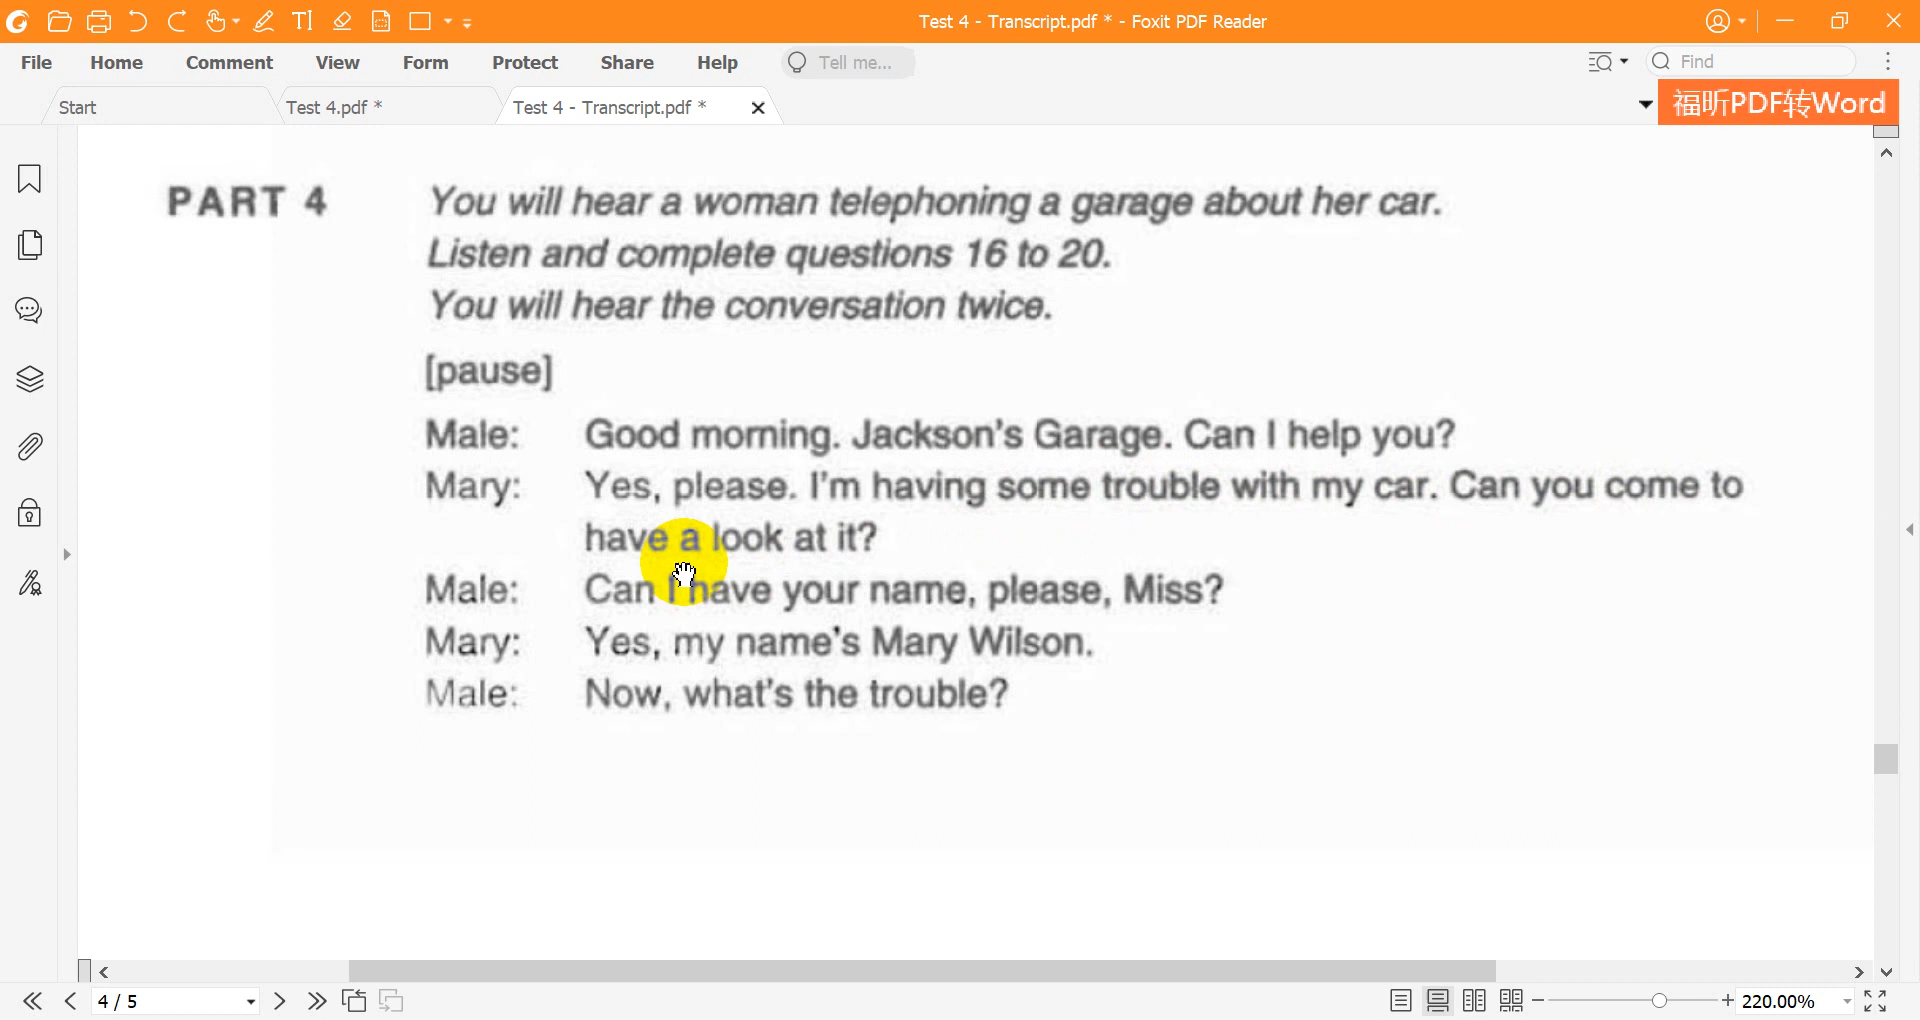 Test 4 - Transcript.pdf * - Foxit PDF Reader
File Home Comment View Form Protect Share Help Tell me... Find
Start Test 4.pdf * Test 4 - Transcript.pdf * 福昕PDF转Word
PART 4 You will hear a woman telephoning a garage about her car.
Listen and complete questions 16 to 20.
You will hear the conversation twice.
[pause]
Male: Good morning. Jackson's Garage. Can I help you?
Mary: Yes, please. I'm having some trouble with my car. Can you come to
have a look at it?
Male: Can I have your name, please, Miss?
Mary: Yes, my name's Mary Wilson.
Male: Now, what's the trouble?
4 / 5 220.00%